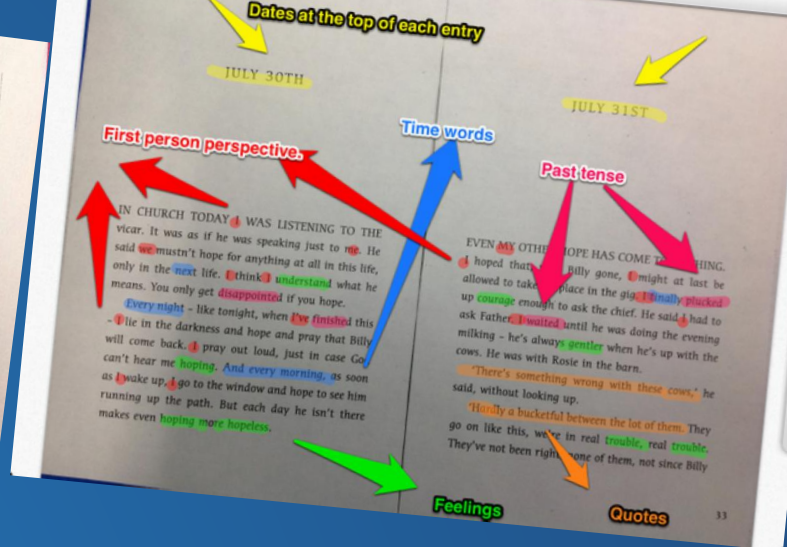 Dates at the top of each entry
JULY 30TH
First person perspective.
IN CHURCH TODAY I WAS LISTENING TO THE
vicar. It was as if he was speaking just to me. He
said we mustn't hope for anything at all in this life,
only in the next life. I think I understand what he
means. You only get disappointed if you hope.
Every night – like tonight, when I've finished this
– I lie in the darkness and hope and pray that Billy
will come back. I pray out loud, just in case God
can't hear me hoping. And every morning, as soon
as I wake up, I go to the window and hope to see him
running up the path. But each day he isn't there
makes even hoping more hopeless.
Feelings
Time words
JULY 31ST
Past tense
EVEN MY OTHER HOPE HAS COME
I hoped that Billy gone, I might at last be
allowed to take place in the gig. I finally plucked
up courage enough to ask the chief. He said I had to
ask Father. I waited until he was doing the evening
milking – he's always gentler when he's up with the
cows. He was with Rosie in the barn.
'There's something wrong with these cows,' he
said, without looking up.
'Hardly a bucketful between the lot of them. They
go on like this, we're in real trouble, real trouble.
They've not been right none of them, not since Billy
Quotes
33